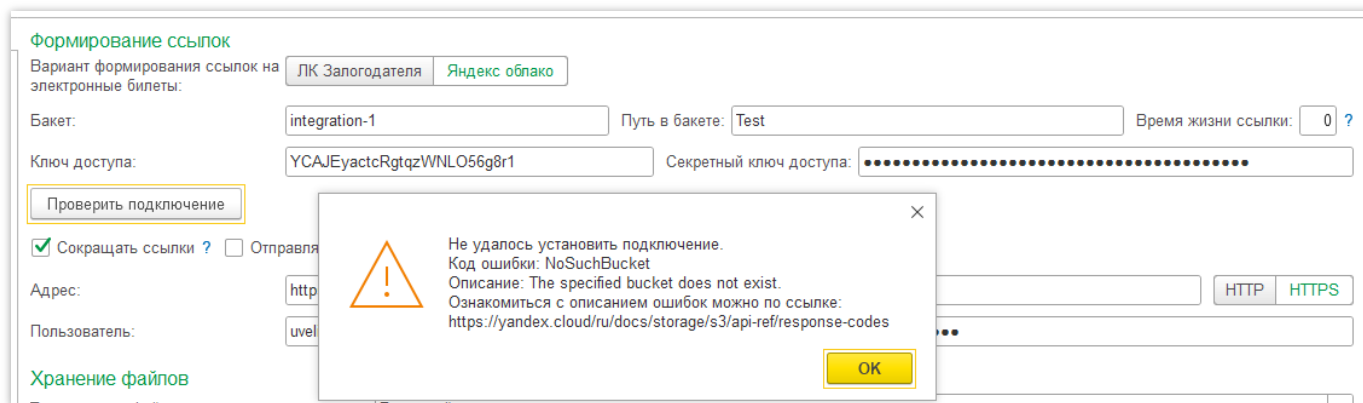 Формирование ссылок
Вариант формирования ссылок на
электронные билеты:
ЛК Залогодателя
Яндекс облако
Бакет:
integration-1
Путь в бакете:
Test
Время жизни ссылки:
0
?
Ключ доступа:
YCAJEyactcRgtqzWNLO56g8r1
Секретный ключ доступа:
Проверить подключение
Сокращать ссылки
?
Отправля
Не удалось установить подключение.
Код ошибки: NoSuchBucket
Описание: The specified bucket does not exist.
Ознакомиться с описанием ошибок можно по ссылке:
https://yandex.cloud/ru/docs/storage/s3/api-ref/response-codes
OK
Адрес:
http
HTTP
HTTPS
Пользователь:
uvel
Хранение файлов